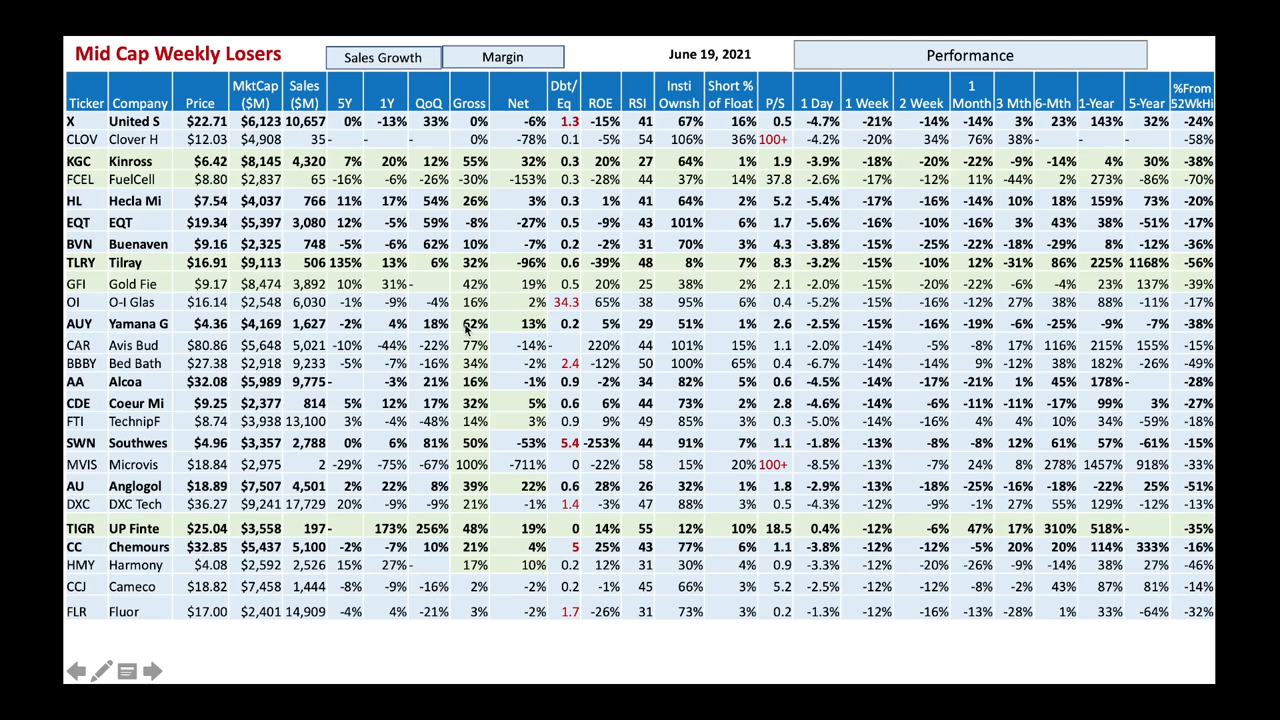 Mid Cap Weekly Losers Sales Growth Margin June 19, 2021 Performance
MktCap Sales Dbt/ Insti Short % 1 %From
Ticker Company Price ($M) ($M) 5Y 1Y QoQ Gross Net Eq ROE RSI Ownsh of Float P/S 1 Day 1 Week 2 Week Month 3 Mth 6-Mth 1-Year 5-Year 52WkHi
X United S $22.71 $6,123 10,657 0% -13% 33% 0% -6% 1.3 -15% 41 67% 16% 0.5 -4.7% -21% -14% -14% 3% 23% 143% 32% -24%
CLOV Clover H $12.03 $4,908 35 - - - 0% -78% 0.1 -5% 54 106% 36% 100+ -4.2% -20% 34% 76% 38% - - - -58%
KGC Kinross $6.42 $8,145 4,320 7% 20% 12% 55% 32% 0.3 20% 27 64% 1% 1.9 -3.9% -18% -20% -22% -9% -14% 4% 30% -38%
FCEL FuelCell $8.80 $2,837 65 -16% -6% -26% -30% -153% 0.3 -28% 44 37% 14% 37.8 -2.6% -17% -12% 11% -44% 2% 273% -86% -70%
HL Hecla Mi $7.54 $4,037 766 11% 17% 54% 26% 3% 0.3 1% 41 64% 2% 5.2 -5.4% -17% -16% -14% 10% 18% 159% 73% -20%
EQT EQT $19.34 $5,397 3,080 12% -5% 59% -8% -27% 0.5 -9% 43 101% 6% 1.7 -5.6% -16% -10% -16% 3% 43% 38% -51% -17%
BVN Buenaven $9.16 $2,325 748 -5% -6% 62% 10% -7% 0.2 -2% 31 70% 3% 4.3 -3.8% -15% -25% -22% -18% -29% 8% -12% -36%
TLRY Tilray $16.91 $9,113 506 135% 13% 6% 32% -96% 0.6 -39% 48 8% 7% 8.3 -3.2% -15% -10% 12% -31% 86% 225% 1168% -56%
GFI Gold Fie $9.17 $8,474 3,892 10% 31% - 42% 19% 0.5 20% 25 38% 2% 2.1 -2.0% -15% -20% -22% -6% -4% 23% 137% -39%
OI O-I Glas $16.14 $2,548 6,030 -1% -9% -4% 16% 2% 34.3 65% 38 95% 6% 0.4 -5.2% -15% -16% -12% 27% 38% 88% -11% -17%
AUY Yamana G $4.36 $4,169 1,627 -2% 4% 18% 62% 13% 0.2 5% 29 51% 1% 2.6 -2.5% -15% -16% -19% -6% -25% -9% -7% -38%
CAR Avis Bud $80.86 $5,648 5,021 -10% -44% -22% 77% -14% - 220% 44 101% 15% 1.1 -2.0% -14% -5% -8% 17% 116% 215% 155% -15%
BBBY Bed Bath $27.38 $2,918 9,233 -5% -7% -16% 34% -2% 2.4 -12% 50 100% 65% 0.4 -6.7% -14% -14% 9% -12% 38% 182% -26% -49%
AA Alcoa $32.08 $5,989 9,775 - -3% 21% 16% -1% 0.9 -2% 34 82% 5% 0.6 -4.5% -14% -17% -21% 1% 45% 178% - -28%
CDE Coeur Mi $9.25 $2,377 814 5% 12% 17% 32% 5% 0.6 6% 44 73% 2% 2.8 -4.6% -14% -6% -11% -11% -17% 99% 3% -27%
FTI TechnipF $8.74 $3,938 13,100 3% -4% -48% 14% 3% 0.9 9% 49 85% 3% 0.3 -5.0% -14% -16% 4% 4% 10% 34% -59% -18%
SWN Southwes $4.96 $3,357 2,788 0% 6% 81% 50% -53% 5.4 -253% 44 91% 7% 1.1 -1.8% -13% -8% -8% 12% 61% 57% -61% -15%
MVIS Microvis $18.84 $2,975 2 -29% -75% -67% 100% -711% 0 -22% 58 15% 20% 100+ -8.5% -13% -7% 24% 8% 278% 1457% 918% -33%
AU Anglogol $18.89 $7,507 4,501 2% 22% 8% 39% 22% 0.6 28% 26 32% 1% 1.8 -2.9% -13% -18% -25% -16% -18% -22% 25% -51%
DXC DXC Tech $36.27 $9,241 17,729 20% -9% -9% 21% -1% 1.4 -3% 47 88% 3% 0.5 -4.3% -12% -9% -1% 27% 55% 129% -12% -13%
TIGR UP Finte $25.04 $3,558 197 - 173% 256% 48% 19% 0 14% 55 12% 10% 18.5 0.4% -12% -6% 47% 17% 310% 518% - -35%
CC Chemours $32.85 $5,437 5,100 -2% -7% 10% 21% 4% 5 25% 43 77% 6% 1.1 -3.8% -12% -12% -5% 20% 20% 114% 333% -16%
HMY Harmony $4.08 $2,592 2,526 15% 27% - 17% 10% 0.2 12% 31 30% 4% 0.9 -3.3% -12% -20% -26% -9% -14% 38% 27% -46%
CCJ Cameco $18.82 $7,458 1,444 -8% -9% -16% 2% -2% 0.2 -1% 45 66% 3% 5.2 -2.5% -12% -12% -8% -2% 43% 87% 81% -14%
FLR Fluor $17.00 $2,401 14,909 -4% 4% -21% 3% -2% 1.7 -26% 31 73% 3% 0.2 -1.3% -12% -16% -13% -28% 1% 33% -64% -32%